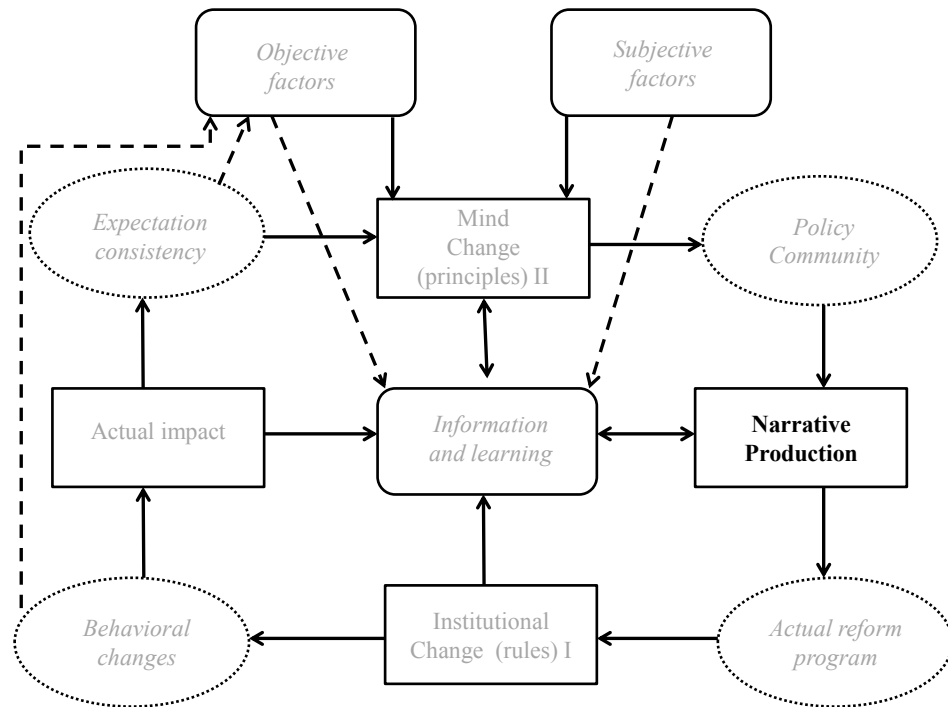 Objective
factors
Subjective
factors
Expectation
consistency
Mind
Change
(principles) II
Policy
Community
Actual impact
Information
and learning
Narrative
Production
Behavioral
changes
Institutional
Change (rules) I
Actual reform
program